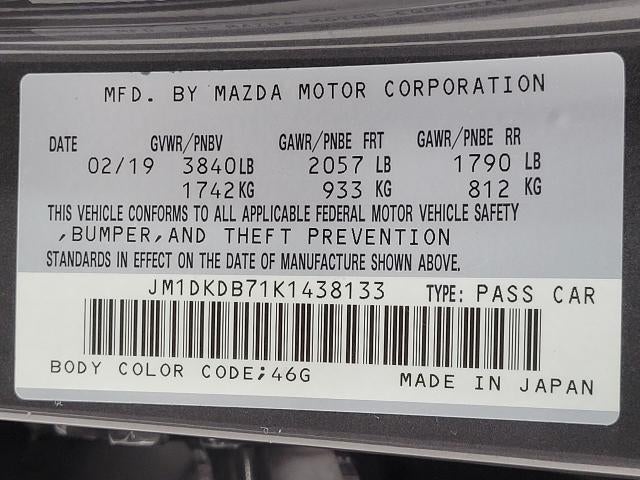 MFD. BY MAZDA MOTOR CORPORATION
DATE GVWR/PNBV GAWR/PNBE FRT GAWR/PNBE RR
02/19 3840LB 2057 LB 1790 LB
1742KG 933 KG 812 KG
THIS VEHICLE CONFORMS TO ALL APPLICABLE FEDERAL MOTOR VEHICLE SAFETY
,BUMPER,AND THEFT PREVENTION
STANDARDS IN EFFECT ON THE DATE OF MANUFACTURE SHOWN ABOVE.
JM1DKDB71K1438133 TYPE: PASS CAR
BODY COLOR CODE;46G MADE IN JAPAN